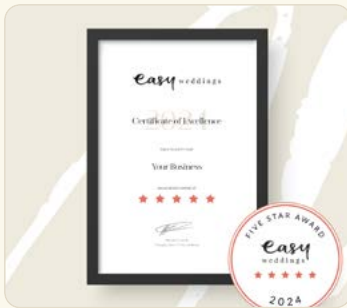 easy weddings
2024
Certificate of Excellence
Your Business
FIVE STAR AWARD
easy
weddings
2024